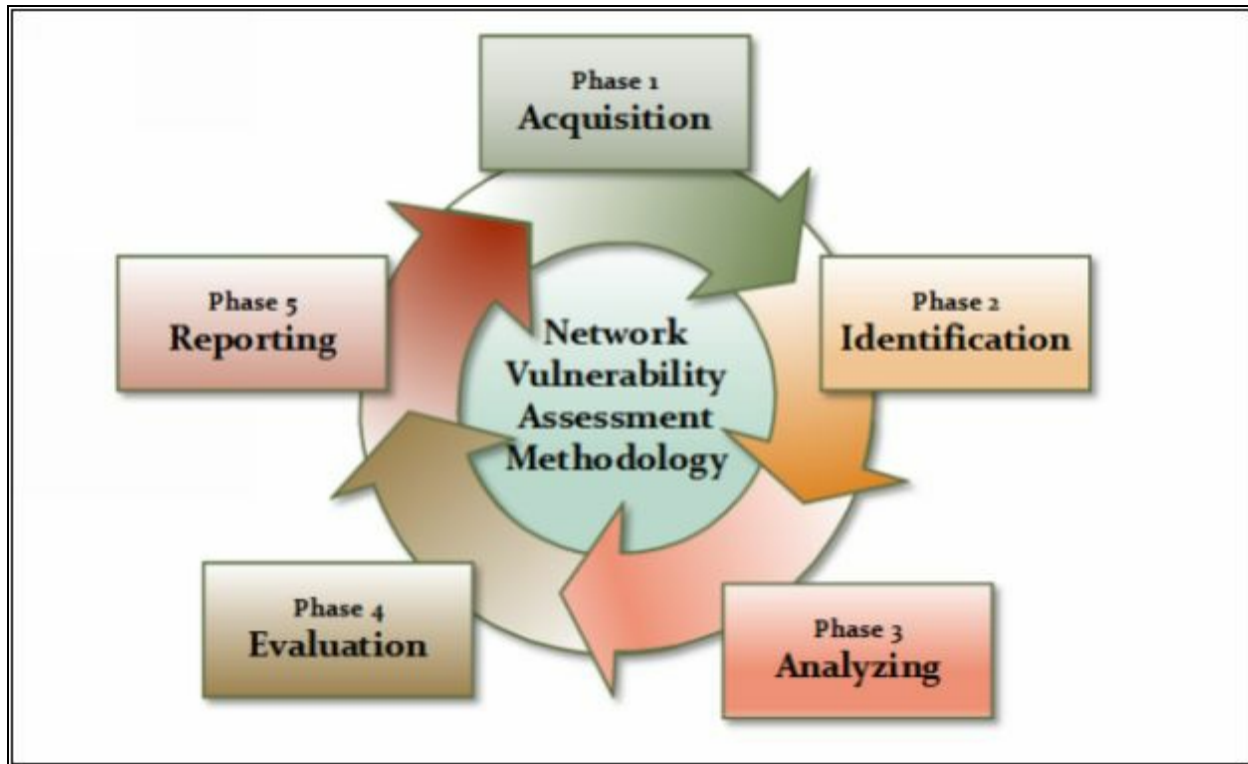 Phase 1
Acquisition
Phase 2
Identification
Phase 3
Analyzing
Phase 4
Evaluation
Phase 5
Reporting
Network
Vulnerability
Assessment
Methodology